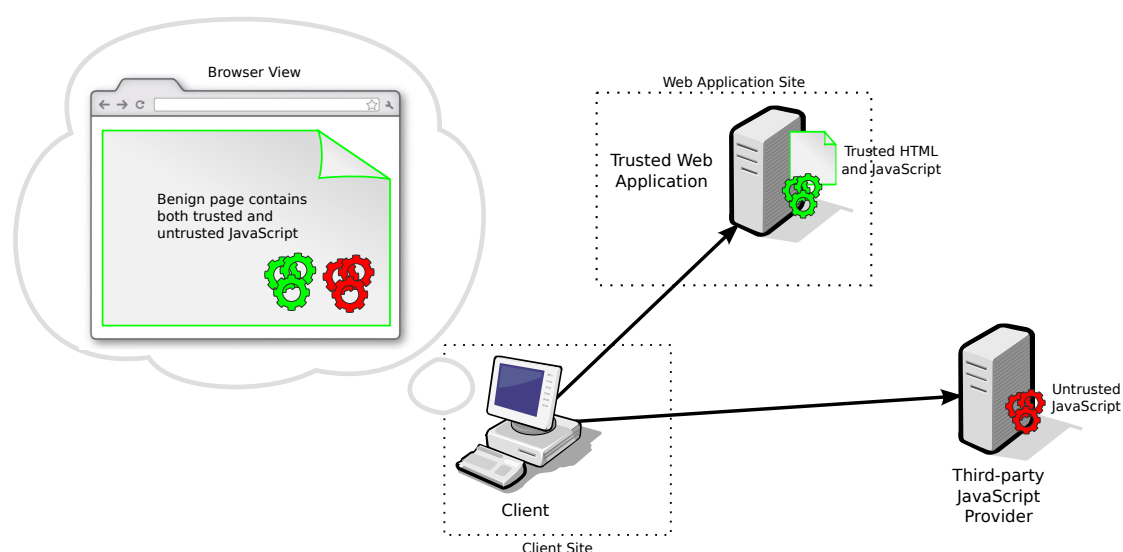 Browser View
Benign page contains
both trusted and
untrusted JavaScript
Web Application Site
Trusted Web
Application
Trusted HTML
and JavaScript
Untrusted
JavaScript
Third-party
JavaScript
Provider
Client
Client Site